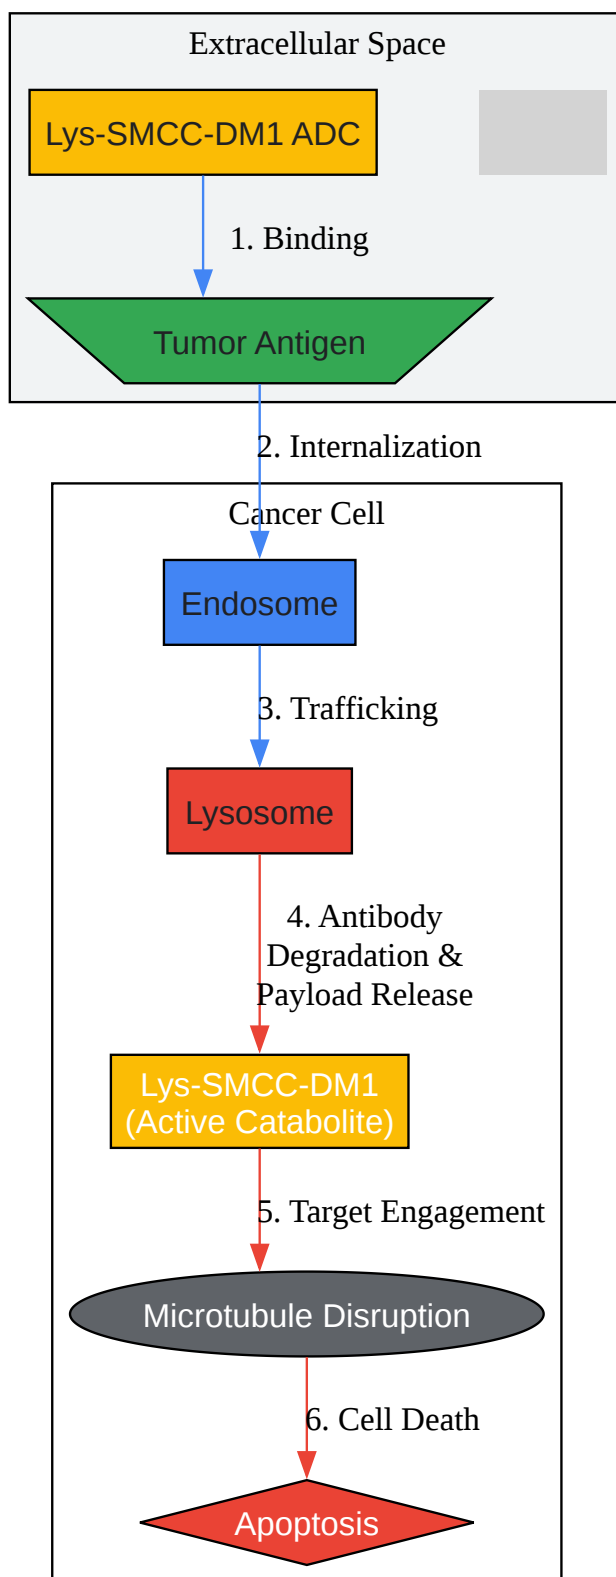 Extracellular Space
Lys-SMCC-DM1 ADC
1. Binding
Tumor Antigen
2. Internalization
Cancer Cell
Endosome
3. Trafficking
Lysosome
4. Antibody
Degradation &
Payload Release
Lys-SMCC-DM1
(Active Catabolite)
5. Target Engagement
Microtubule Disruption
6. Cell Death
Apoptosis